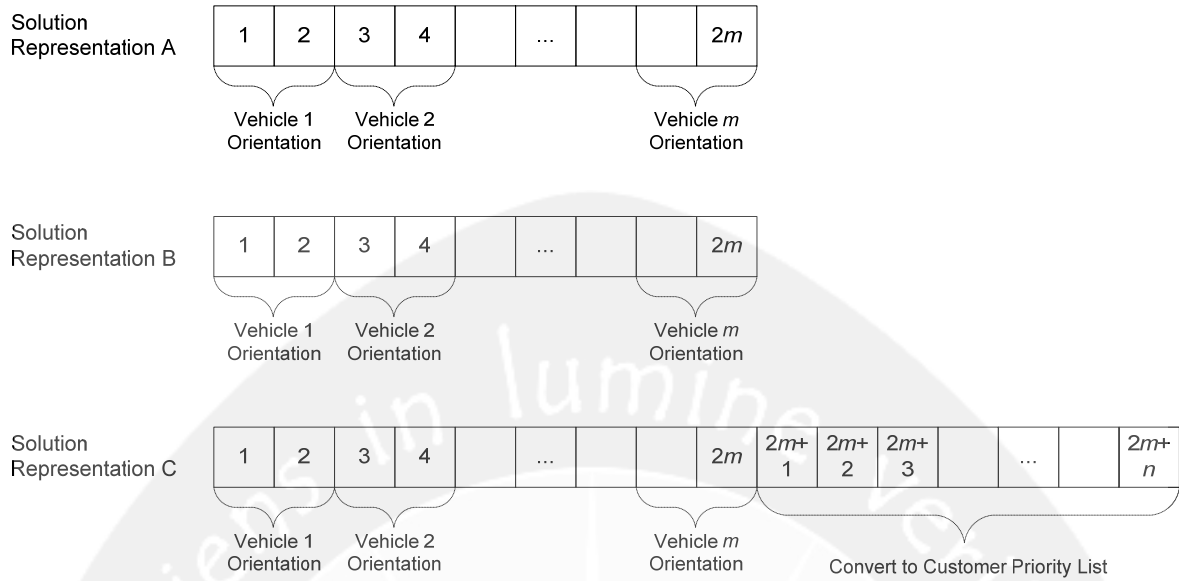 Solution
Representation A
1 2 3 4 ... 2m
Vehicle 1
Orientation
Vehicle 2
Orientation
Vehicle m
Orientation
Solution
Representation B
1 2 3 4 ... 2m
Vehicle 1
Orientation
Vehicle 2
Orientation
Vehicle m
Orientation
Solution
Representation C
1 2 3 4 ... 2m 2m+ 2m+ 2m+ ... 2m+
1 2 3 n
Vehicle 1
Orientation
Vehicle 2
Orientation
Vehicle m
Orientation
Convert to Customer Priority List
in lumine